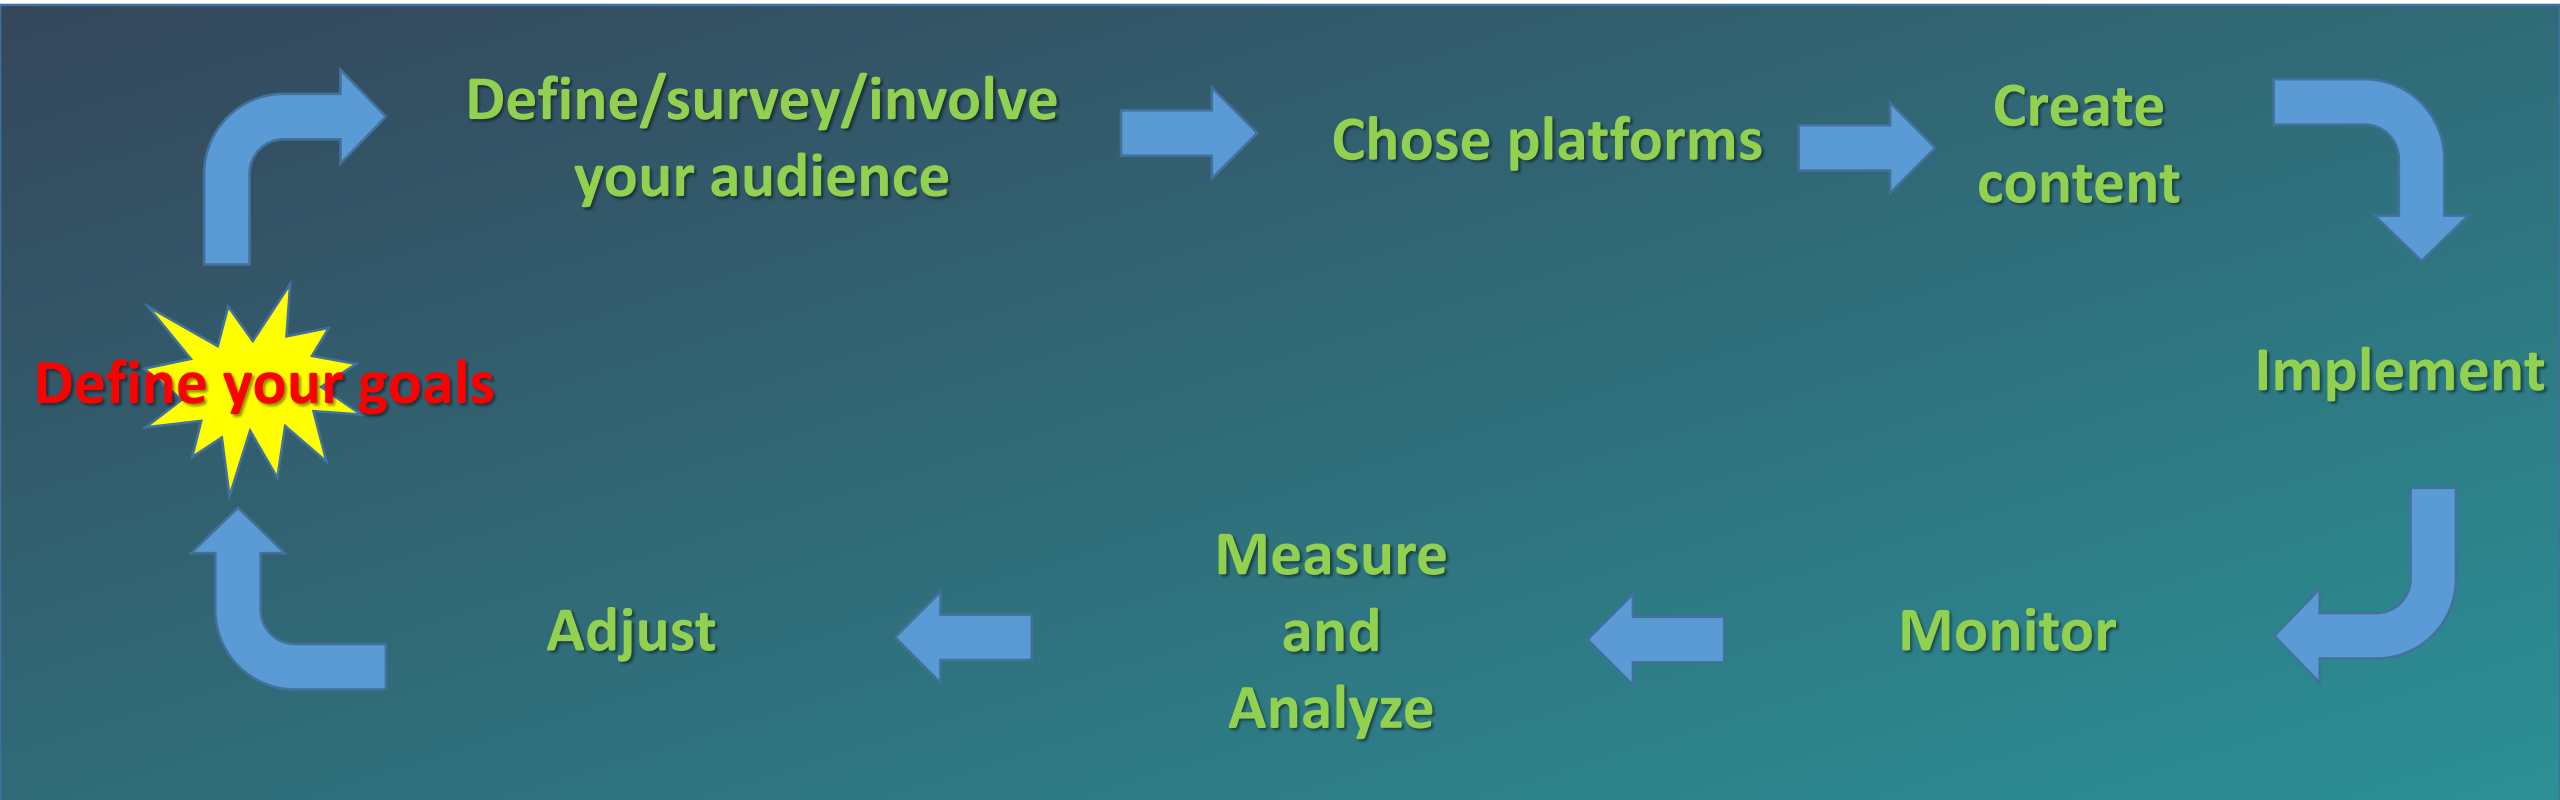 Define your goals
Define/survey/involve
your audience
Chose platforms
Create
content
Implement
Monitor
Measure
and
Analyze
Adjust